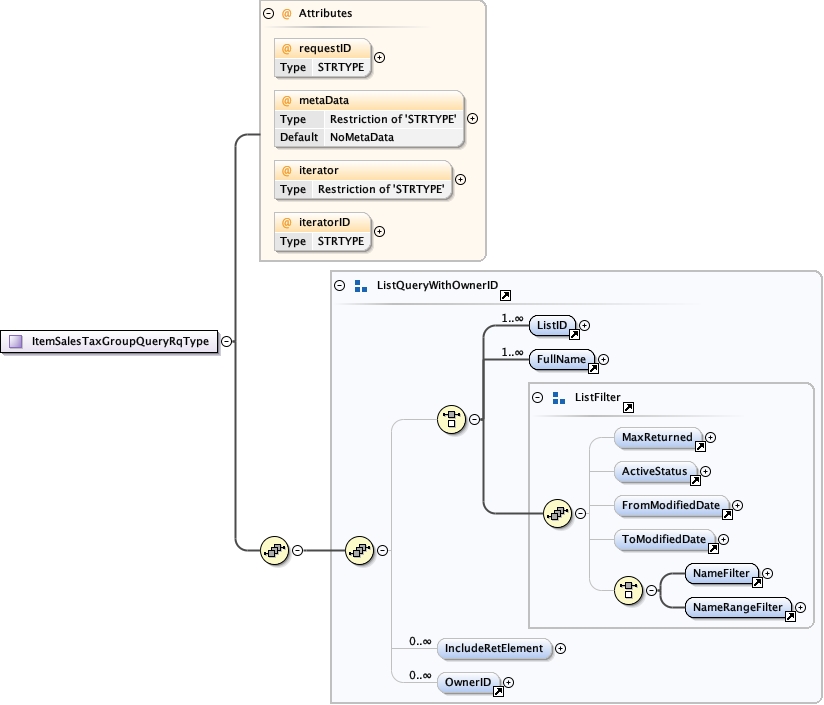 Attributes
@ requestID
Type STRTYPE
@ metaData
Type Restriction of 'STRTYPE'
Default NoMetaData
@ iterator
Type Restriction of 'STRTYPE'
@ iteratorID
Type STRTYPE
ItemSalesTaxGroupQueryRqType
ListQueryWithOwnerID
1..∞
ListID
1..∞
FullName
ListFilter
MaxReturned
ActiveStatus
FromModifiedDate
ToModifiedDate
NameFilter
NameRangeFilter
0..∞
IncludeRetElement
0..∞
OwnerID